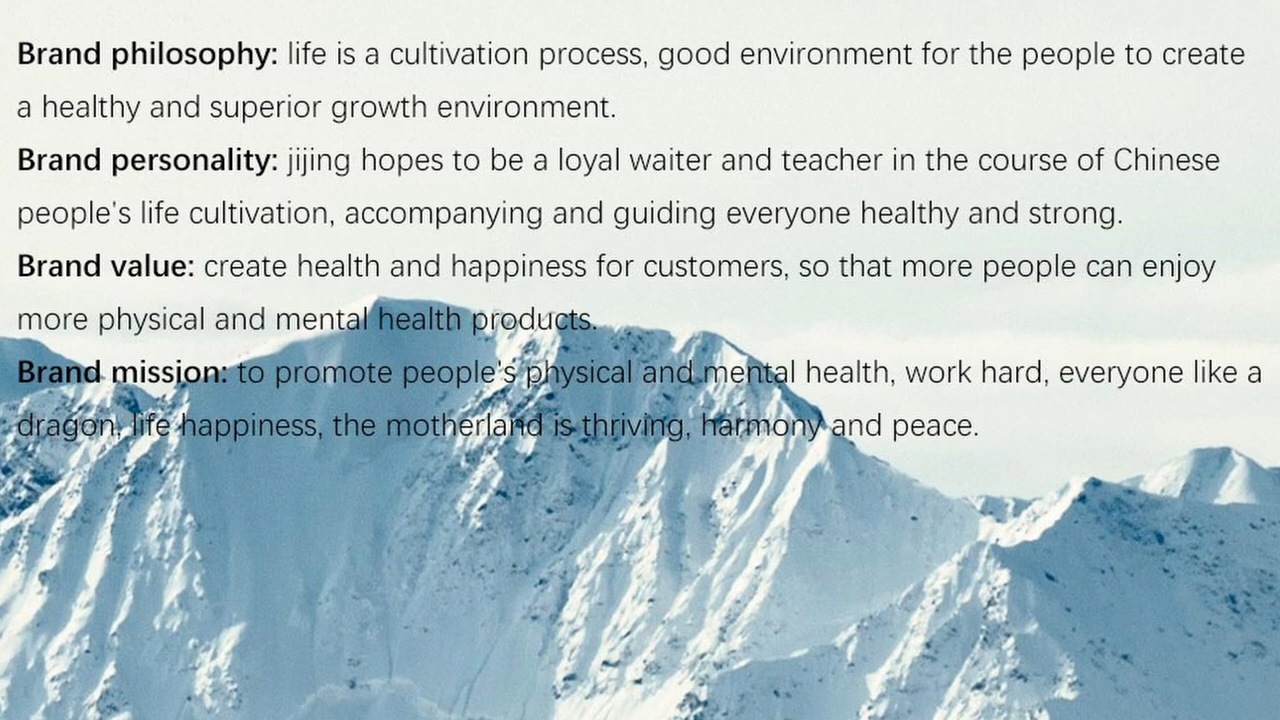 Brand philosophy: life is a cultivation process, good environment for the people to create
a healthy and superior growth environment.
Brand personality: jijing hopes to be a loyal waiter and teacher in the course of Chinese
people's life cultivation, accompanying and guiding everyone healthy and strong.
Brand value: create health and happiness for customers, so that more people can enjoy
more physical and mental health products.
Brand mission: to promote people's physical and mental health, work hard, everyone like a
dragon, life happiness, the motherland is thriving, harmony and peace.